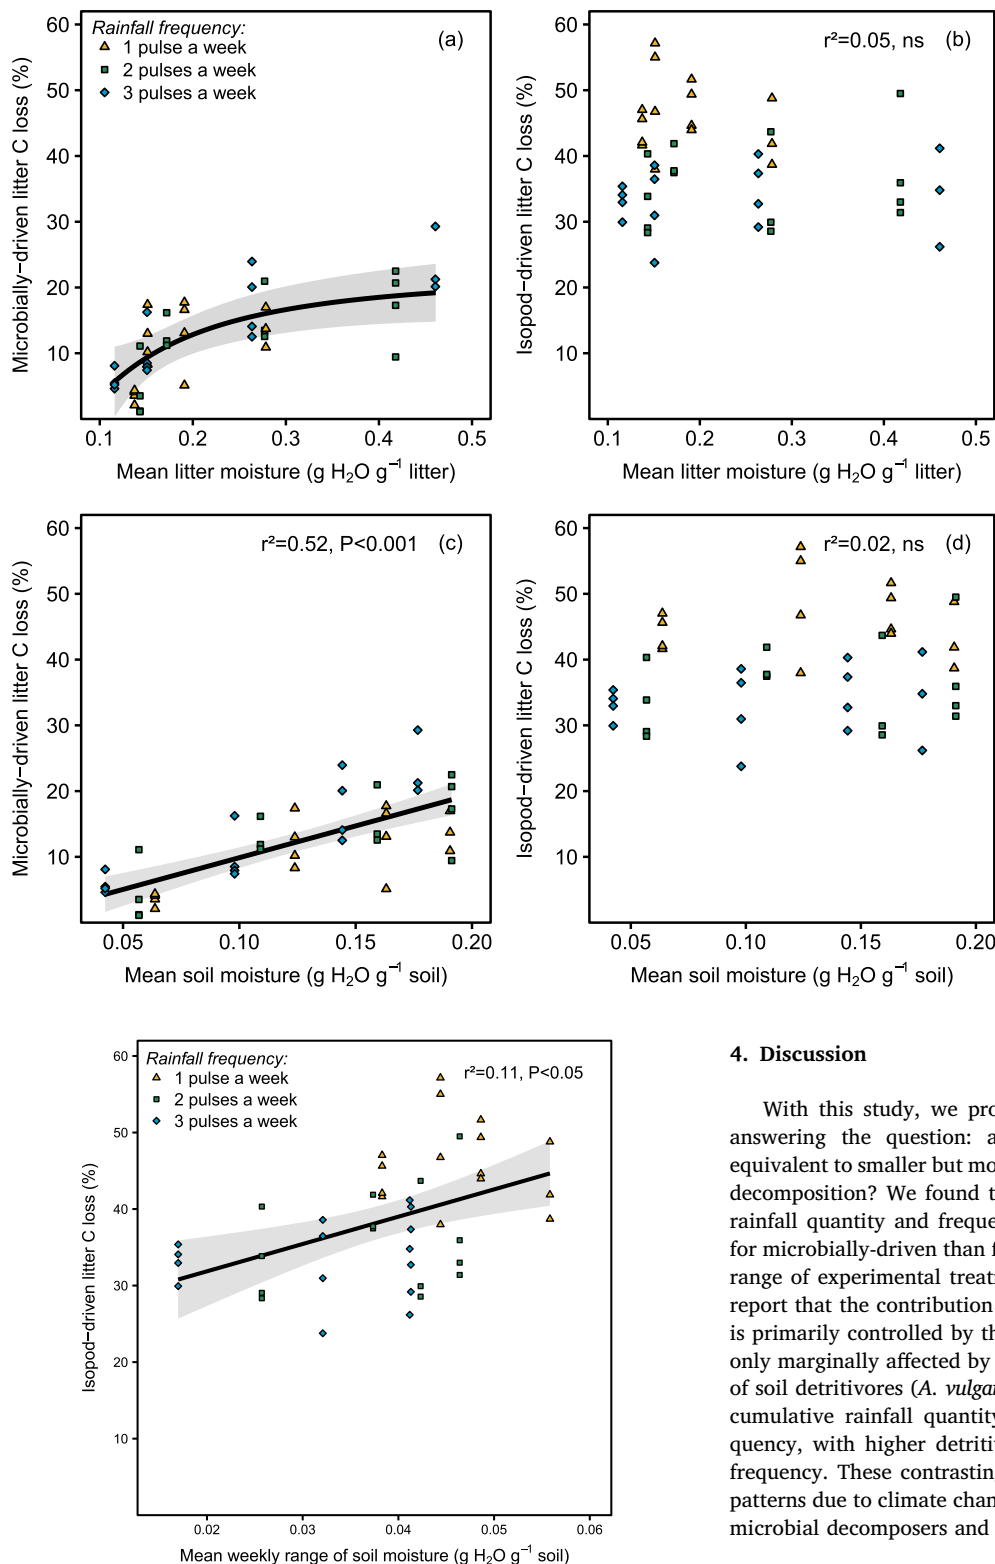 Rainfall frequency:
1 pulse a week
2 pulses a week
3 pulses a week
(a)
Microbially−driven litter C loss (%)
60
50
40
30
20
10
0.1 0.2 0.3 0.4 0.5
Mean litter moisture (g H₂O g⁻¹ litter)
r²=0.05, ns (b)
Isopod−driven litter C loss (%)
60
50
40
30
20
10
0.1 0.2 0.3 0.4 0.5
Mean litter moisture (g H₂O g⁻¹ litter)
r²=0.52, P<0.001 (c)
Microbially−driven litter C loss (%)
60
50
40
30
20
10
0.05 0.10 0.15 0.20
Mean soil moisture (g H₂O g⁻¹ soil)
r²=0.02, ns (d)
Isopod−driven litter C loss (%)
60
50
40
30
20
10
0.05 0.10 0.15 0.20
Mean soil moisture (g H₂O g⁻¹ soil)
Rainfall frequency:
1 pulse a week
2 pulses a week
3 pulses a week
r²=0.11, P<0.05
Isopod−driven litter C loss (%)
60
50
40
30
20
10
0.02 0.03 0.04 0.05 0.06
Mean weekly range of soil moisture (g H₂O g⁻¹ soil)
4. Discussion
With this study, we pro
answering the question: a
equivalent to smaller but mo
decomposition? We found t
rainfall quantity and freque
for microbially-driven than f
range of experimental treat
report that the contribution
is primarily controlled by th
only marginally affected by
of soil detritivores (A. vulgar
cumulative rainfall quantity
quency, with higher detriti
frequency. These contrastin
patterns due to climate chan
microbial decomposers and